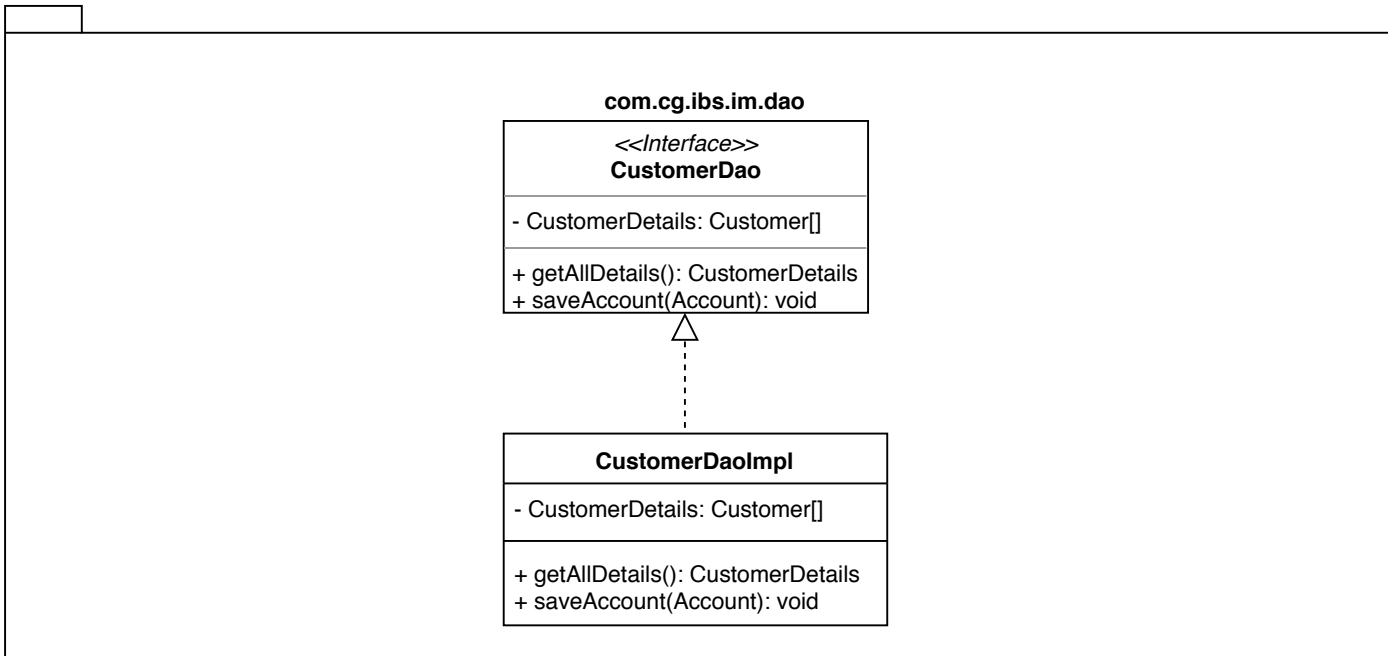 com.cg.ibs.im.dao
<<Interface>>
CustomerDao
- CustomerDetails: Customer[]
+ getAllDetails(): CustomerDetails
+ saveAccount(Account): void
CustomerDaoImpl
- CustomerDetails: Customer[]
+ getAllDetails(): CustomerDetails
+ saveAccount(Account): void